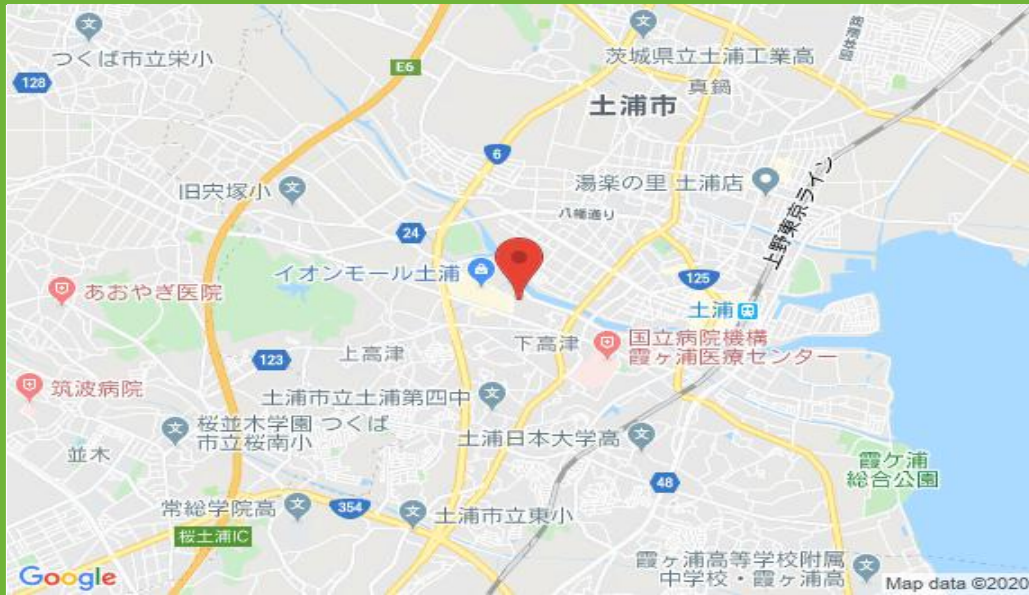 つくば市立栄小
128
E6
茨城県立土浦工業高
真鍋
土浦市
6
旧宍塚小
湯楽の里 土浦店
八幡通り
上野東京ライン
24
イオンモール土浦
あおやぎ医院
125
土浦
下高津
国立病院機構
霞ヶ浦医療センター
上高津
123
筑波病院
土浦市立土浦第四中
桜並木学園 つくば
市立桜南小
並木
土浦日本大学高
霞ケ浦
総合公園
48
常総学院高
354
土浦市立東小
桜土浦IC
霞ヶ浦高等学校附属
中学校・霞ヶ浦高
Google
Map data ©2020